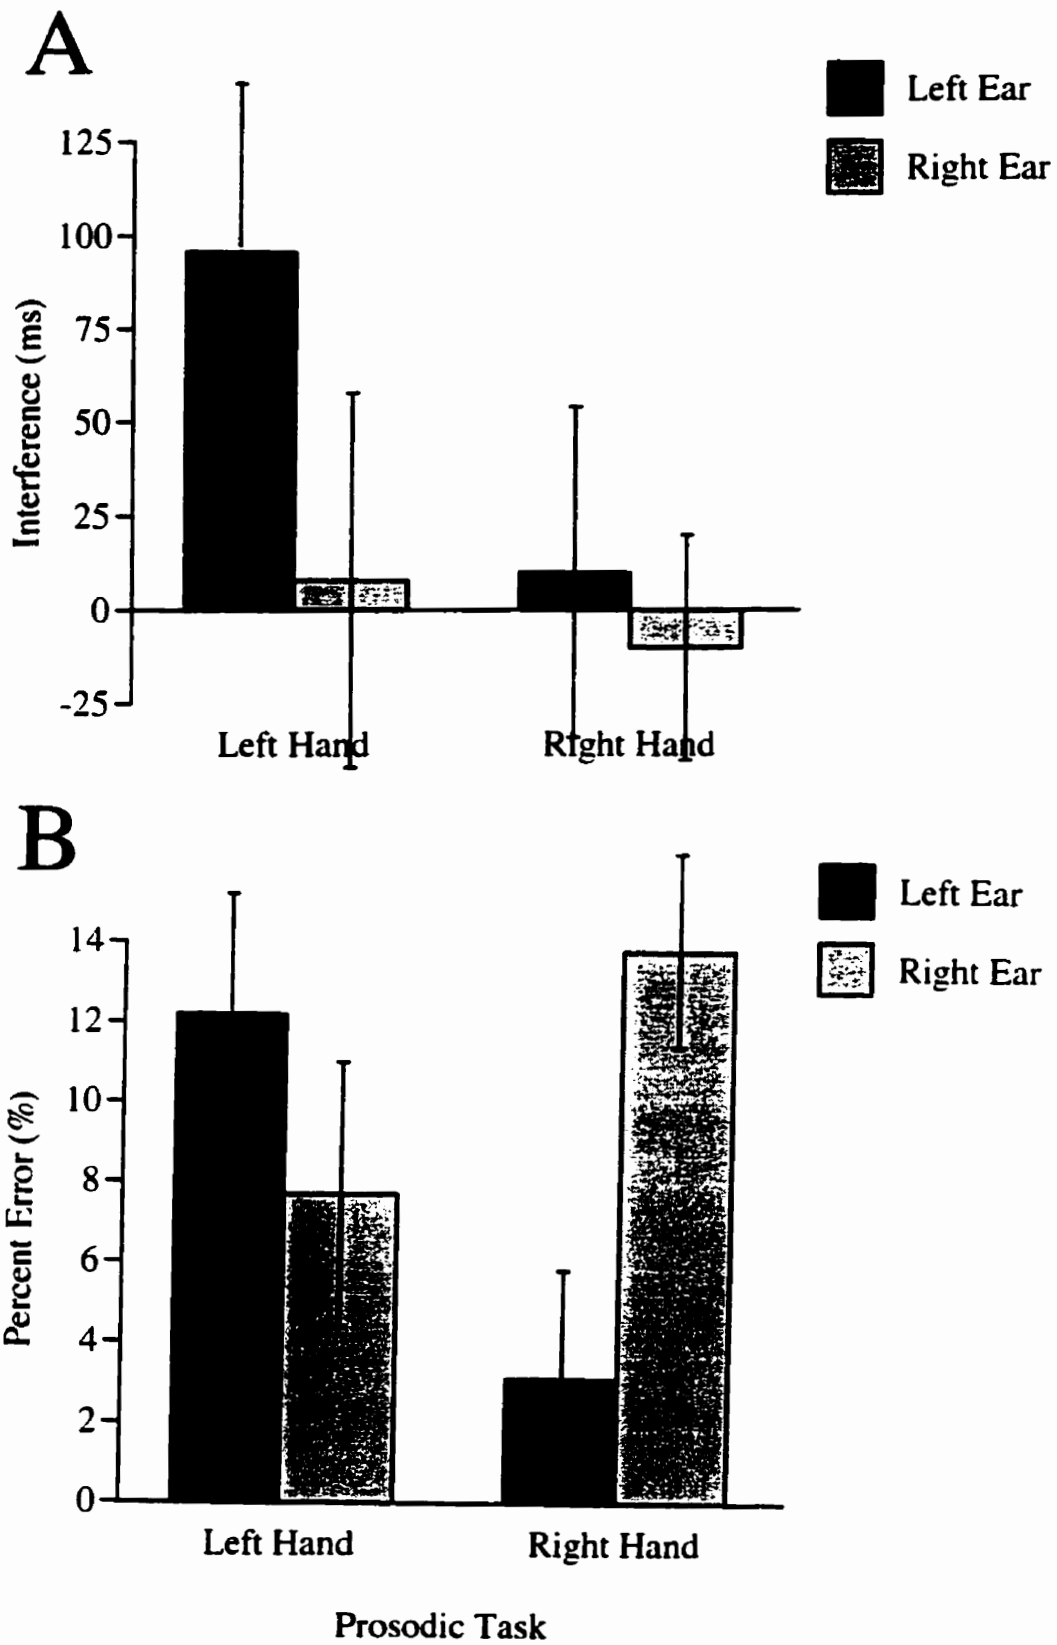 A
Left Ear
Right Ear
125
100
75
50
25
0
-25
Interference (ms)
Left Hand
Right Hand
B
Left Ear
Right Ear
14
12
10
8
6
4
2
0
Percent Error (%)
Left Hand
Right Hand
Prosodic Task